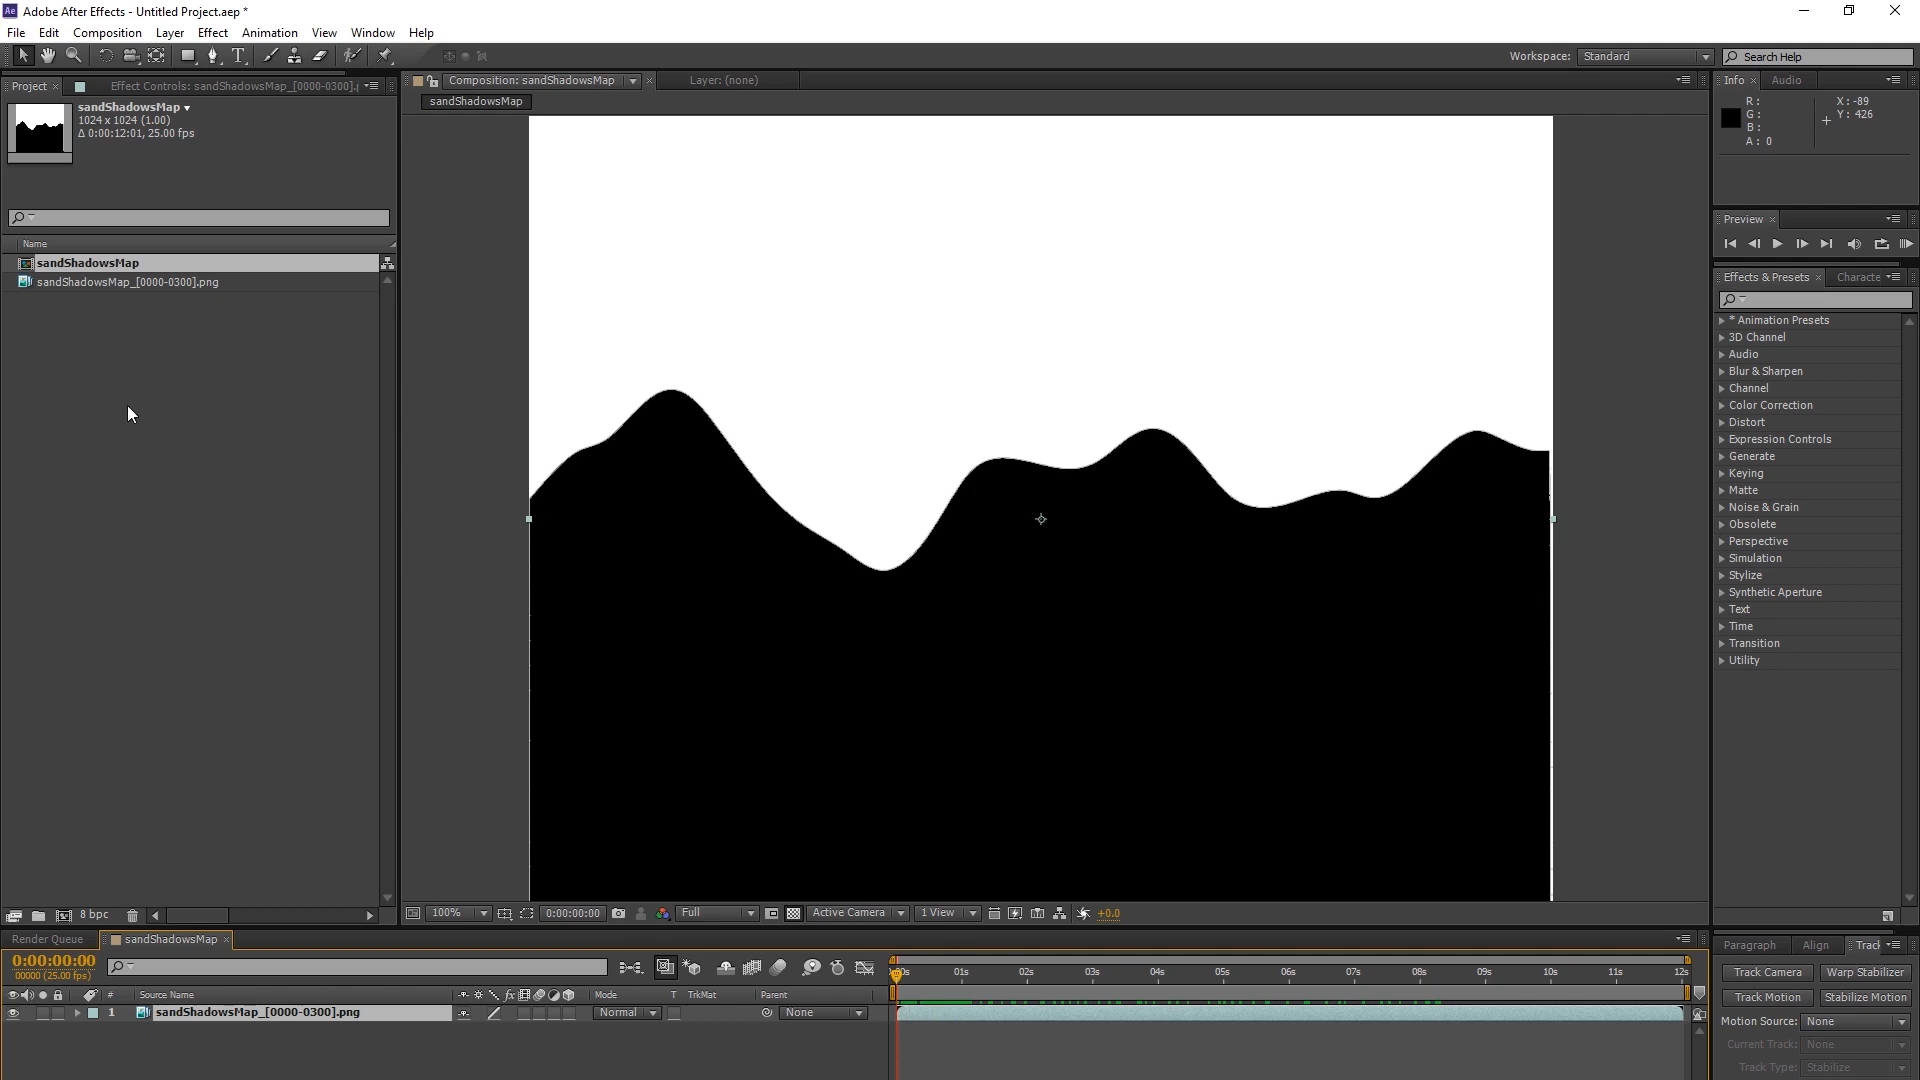 Adobe After Effects - Untitled Project.aep *
File Edit Composition Layer Effect Animation View Window Help
Workspace: Standard Search Help
Project Effect Controls: sandShadowsMap_[0000-0300].
sandShadowsMap
1024 x 1024 (1.00)
Δ 0:00:12:01, 25.00 fps
Name
sandShadowsMap
sandShadowsMap_[0000-0300].png
8 bpc
Composition: sandShadowsMap Layer: (none)
sandShadowsMap
100% 0:00:00:00 Full Active Camera 1 View +0.0
Info Audio
R: X: -89
G: Y: 426
B:
A: 0
Preview
Effects & Presets Characte
* Animation Presets
3D Channel
Audio
Blur & Sharpen
Channel
Color Correction
Distort
Expression Controls
Generate
Keying
Matte
Noise & Grain
Obsolete
Perspective
Simulation
Stylize
Synthetic Aperture
Text
Time
Transition
Utility
Render Queue sandShadowsMap
0:00:00:00
00000 (25.00 fps)
# Source Name fx Mode T TrkMat Parent
1 sandShadowsMap_[0000-0300].png Normal None
00s 01s 02s 03s 04s 05s 06s 07s 08s 09s 10s 11s 12s
Paragraph Align Track
Track Camera Warp Stabilizer
Track Motion Stabilize Motion
Motion Source: None
Current Track: None
Track Type: Stabilize